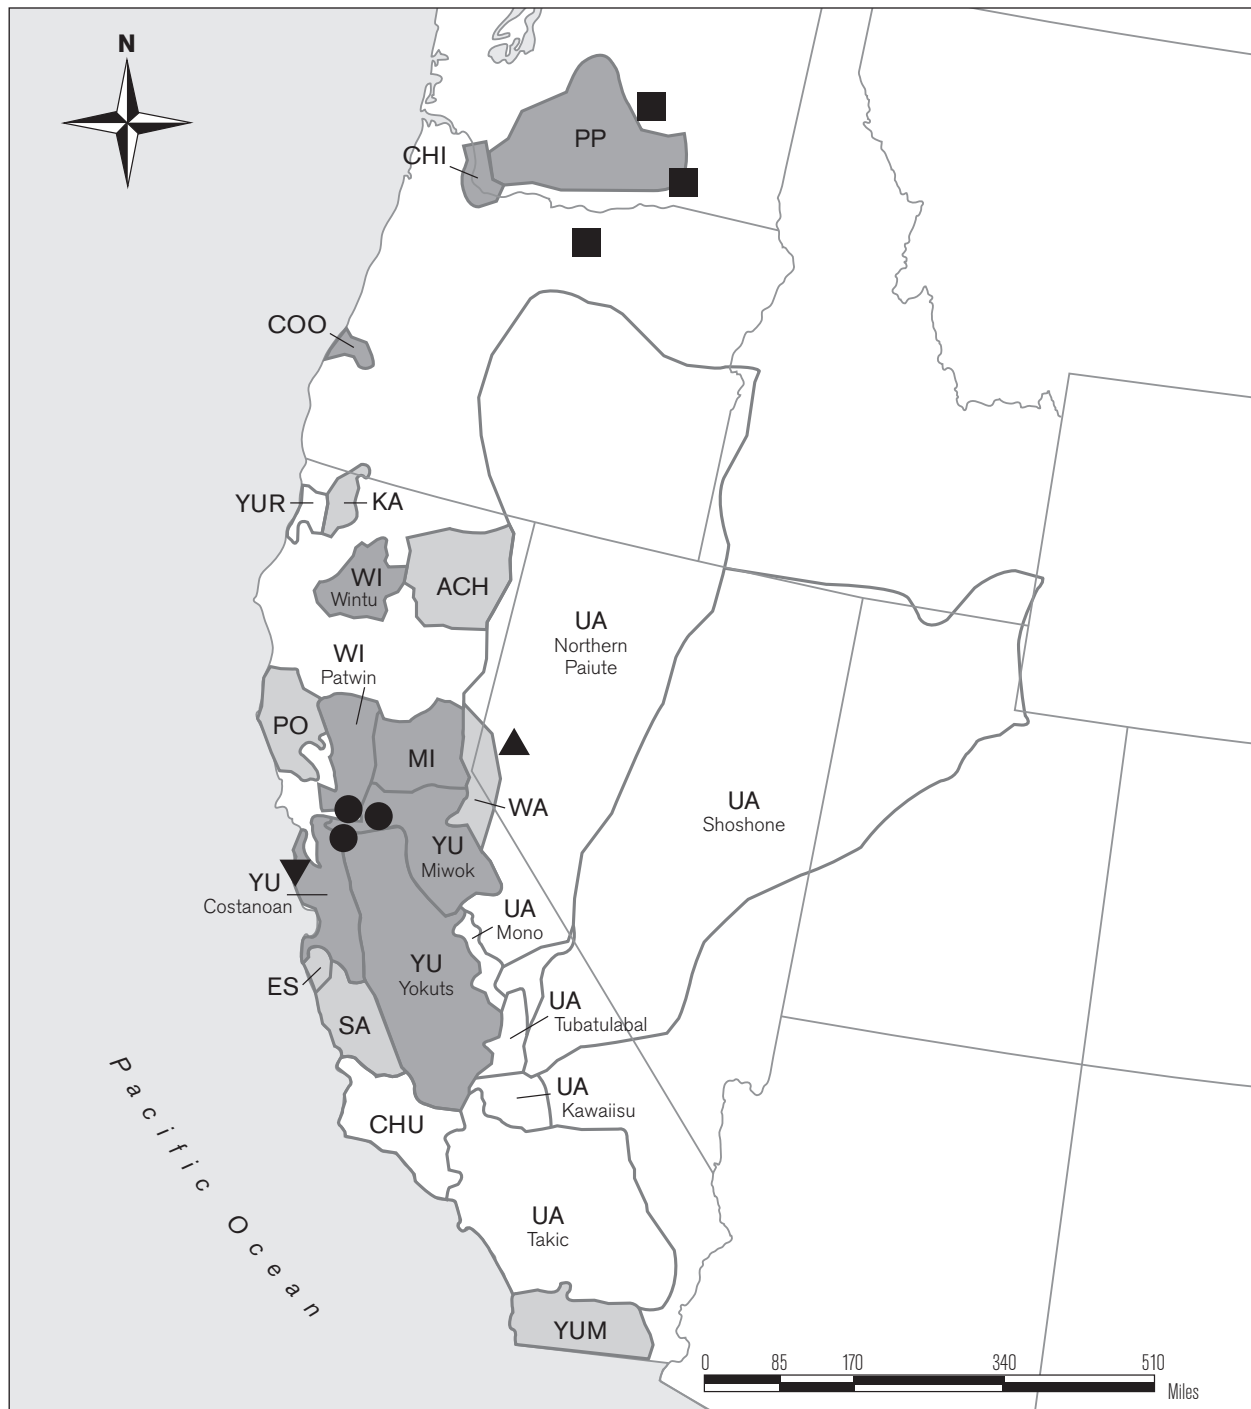 N
PP
CHI
COO
YUR
KA
WI
Wintu
ACH
UA
Northern
Paiute
WI
Patwin
PO
MI
WA
UA
Shoshone
YU
Miwok
YU
Costanoan
UA
Mono
YU
Yokuts
ES
UA
Tubatulabal
SA
UA
Kawaiisu
CHU
UA
Takic
YUM
Pacific Ocean
0 85 170 340 510
Miles